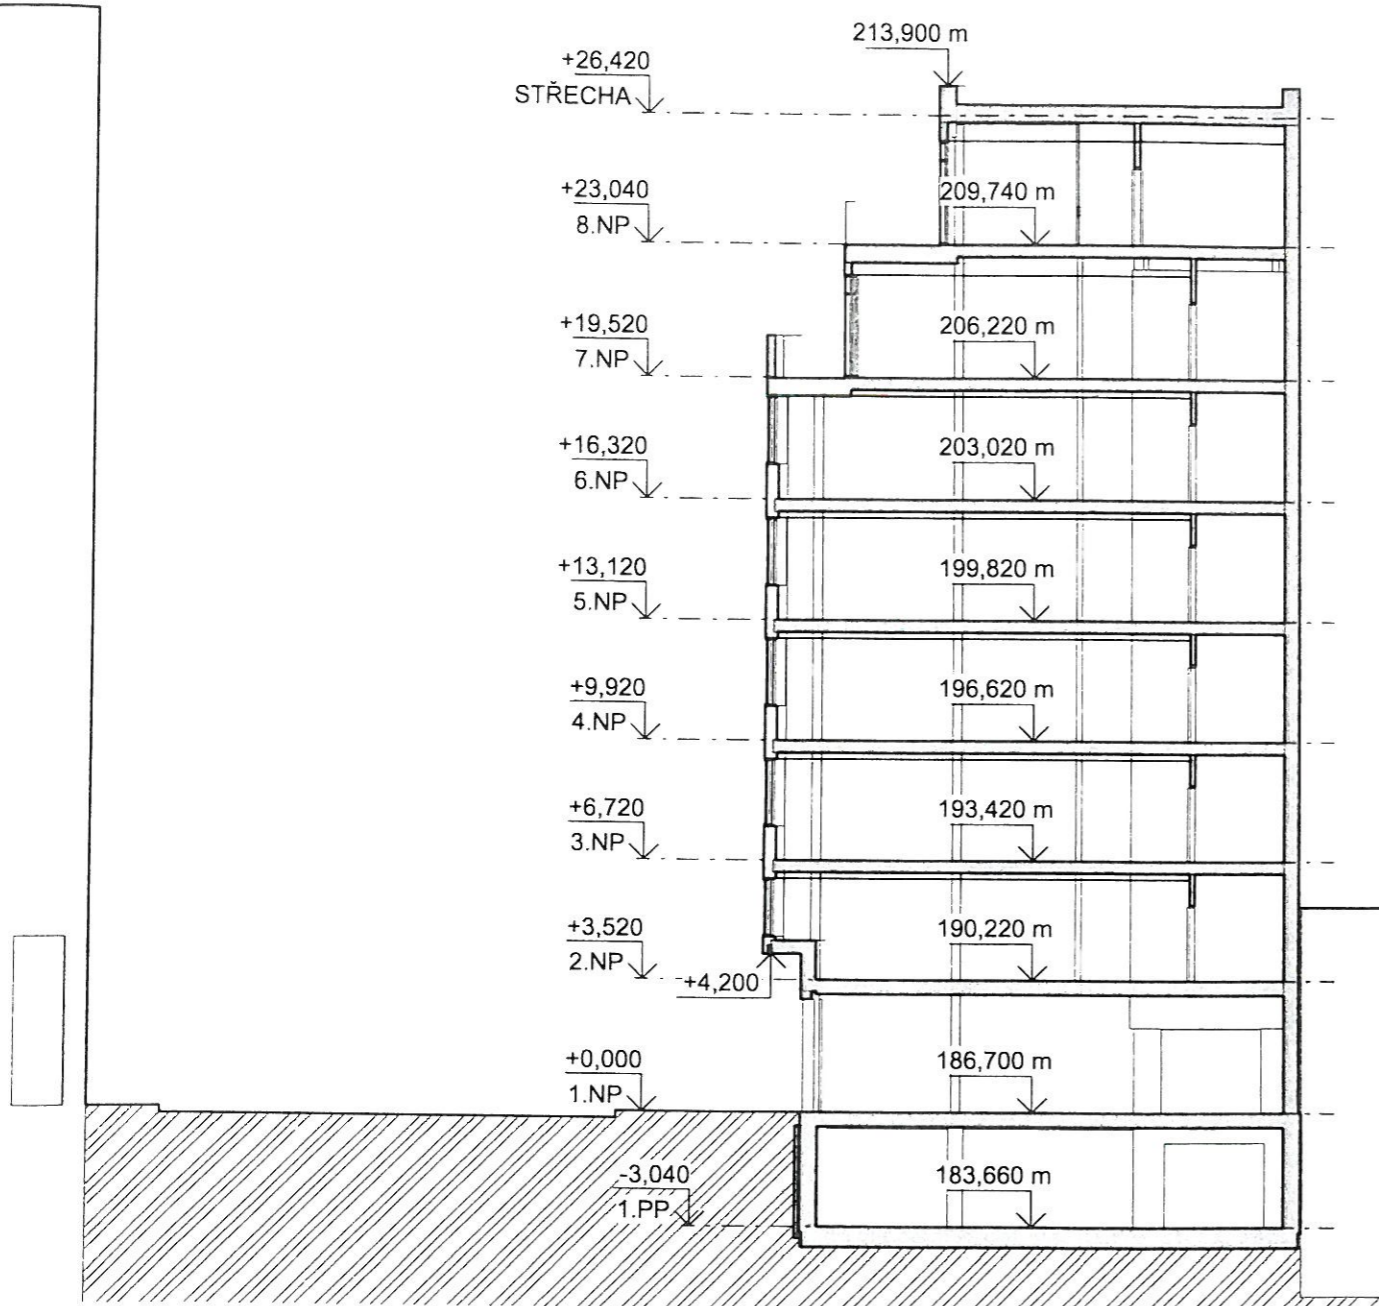 213,900 m
+26,420
STŘECHA
+23,040
8.NP
209,740 m
+19,520
7.NP
206,220 m
+16,320
6.NP
203,020 m
+13,120
5.NP
199,820 m
+9,920
4.NP
196,620 m
+6,720
3.NP
193,420 m
+3,520
2.NP
190,220 m
+4,200
+0,000
1.NP
186,700 m
-3,040
1.PP
183,660 m